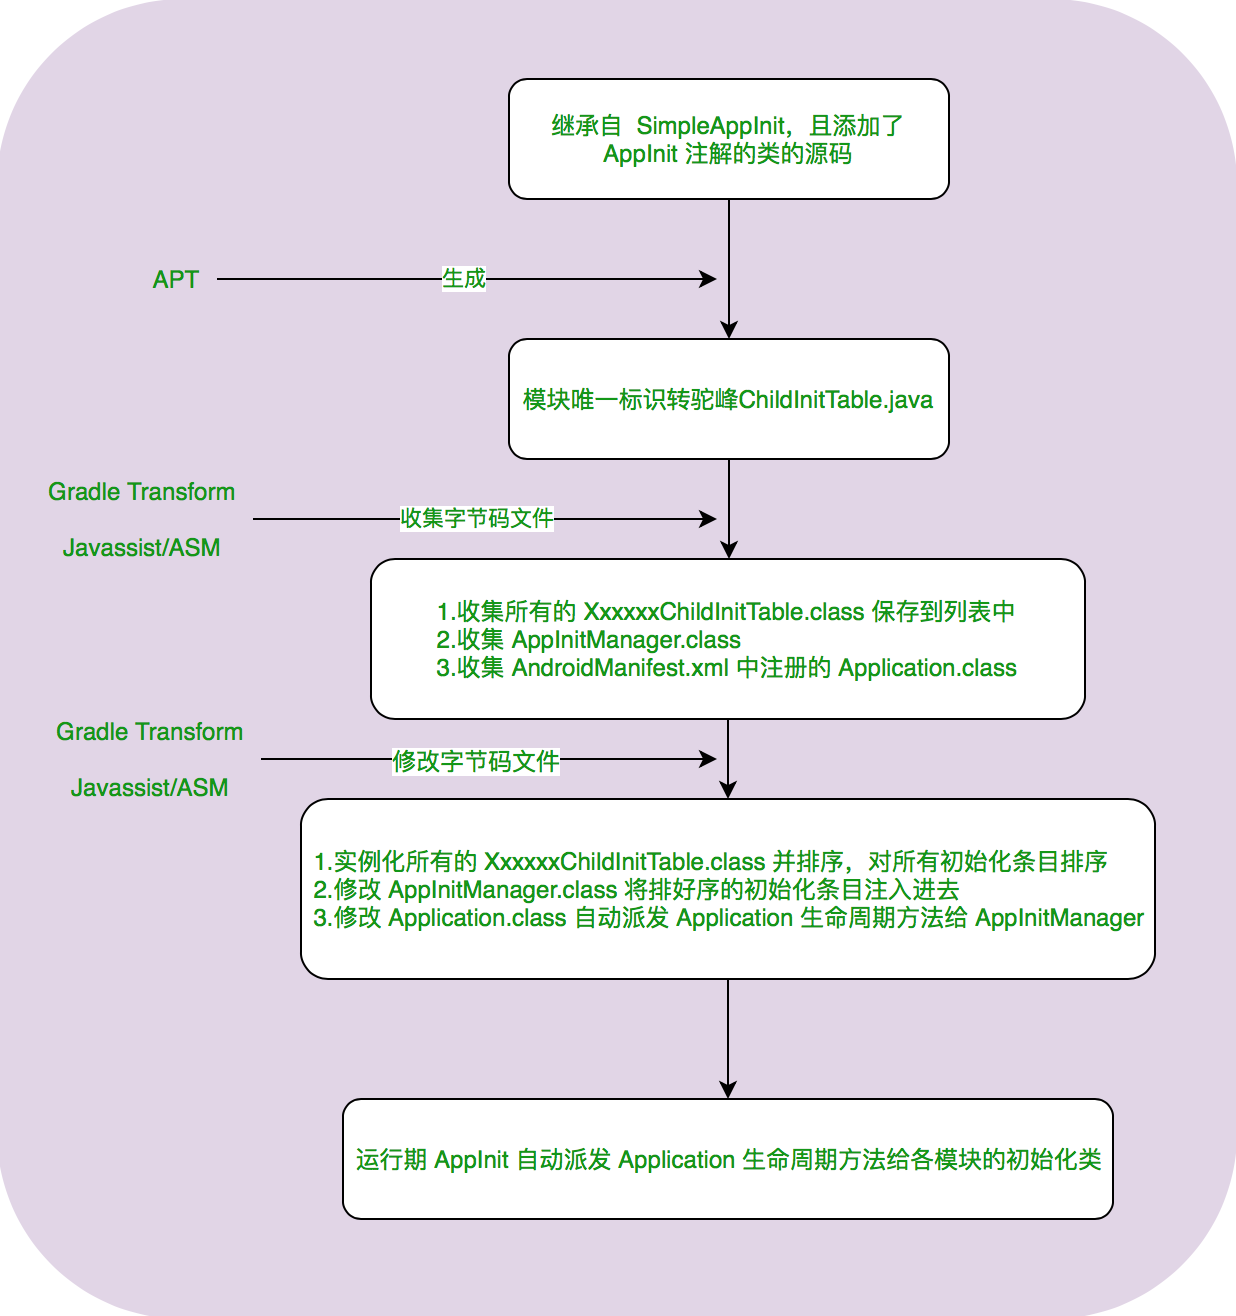 继承自  SimpleAppInit，且添加了
AppInit 注解的类的源码
APT
生成
模块唯一标识转驼峰ChildInitTable.java
Gradle Transform
收集字节码文件
Javassist/ASM
1.收集所有的 XxxxxxChildInitTable.class 保存到列表中
2.收集 AppInitManager.class
3.收集 AndroidManifest.xml 中注册的 Application.class
Gradle Transform
修改字节码文件
Javassist/ASM
1.实例化所有的 XxxxxxChildInitTable.class 并排序，对所有初始化条目排序
2.修改 AppInitManager.class 将排好序的初始化条目注入进去
3.修改 Application.class 自动派发 Application 生命周期方法给 AppInitManager
运行期 AppInit 自动派发 Application 生命周期方法给各模块的初始化类